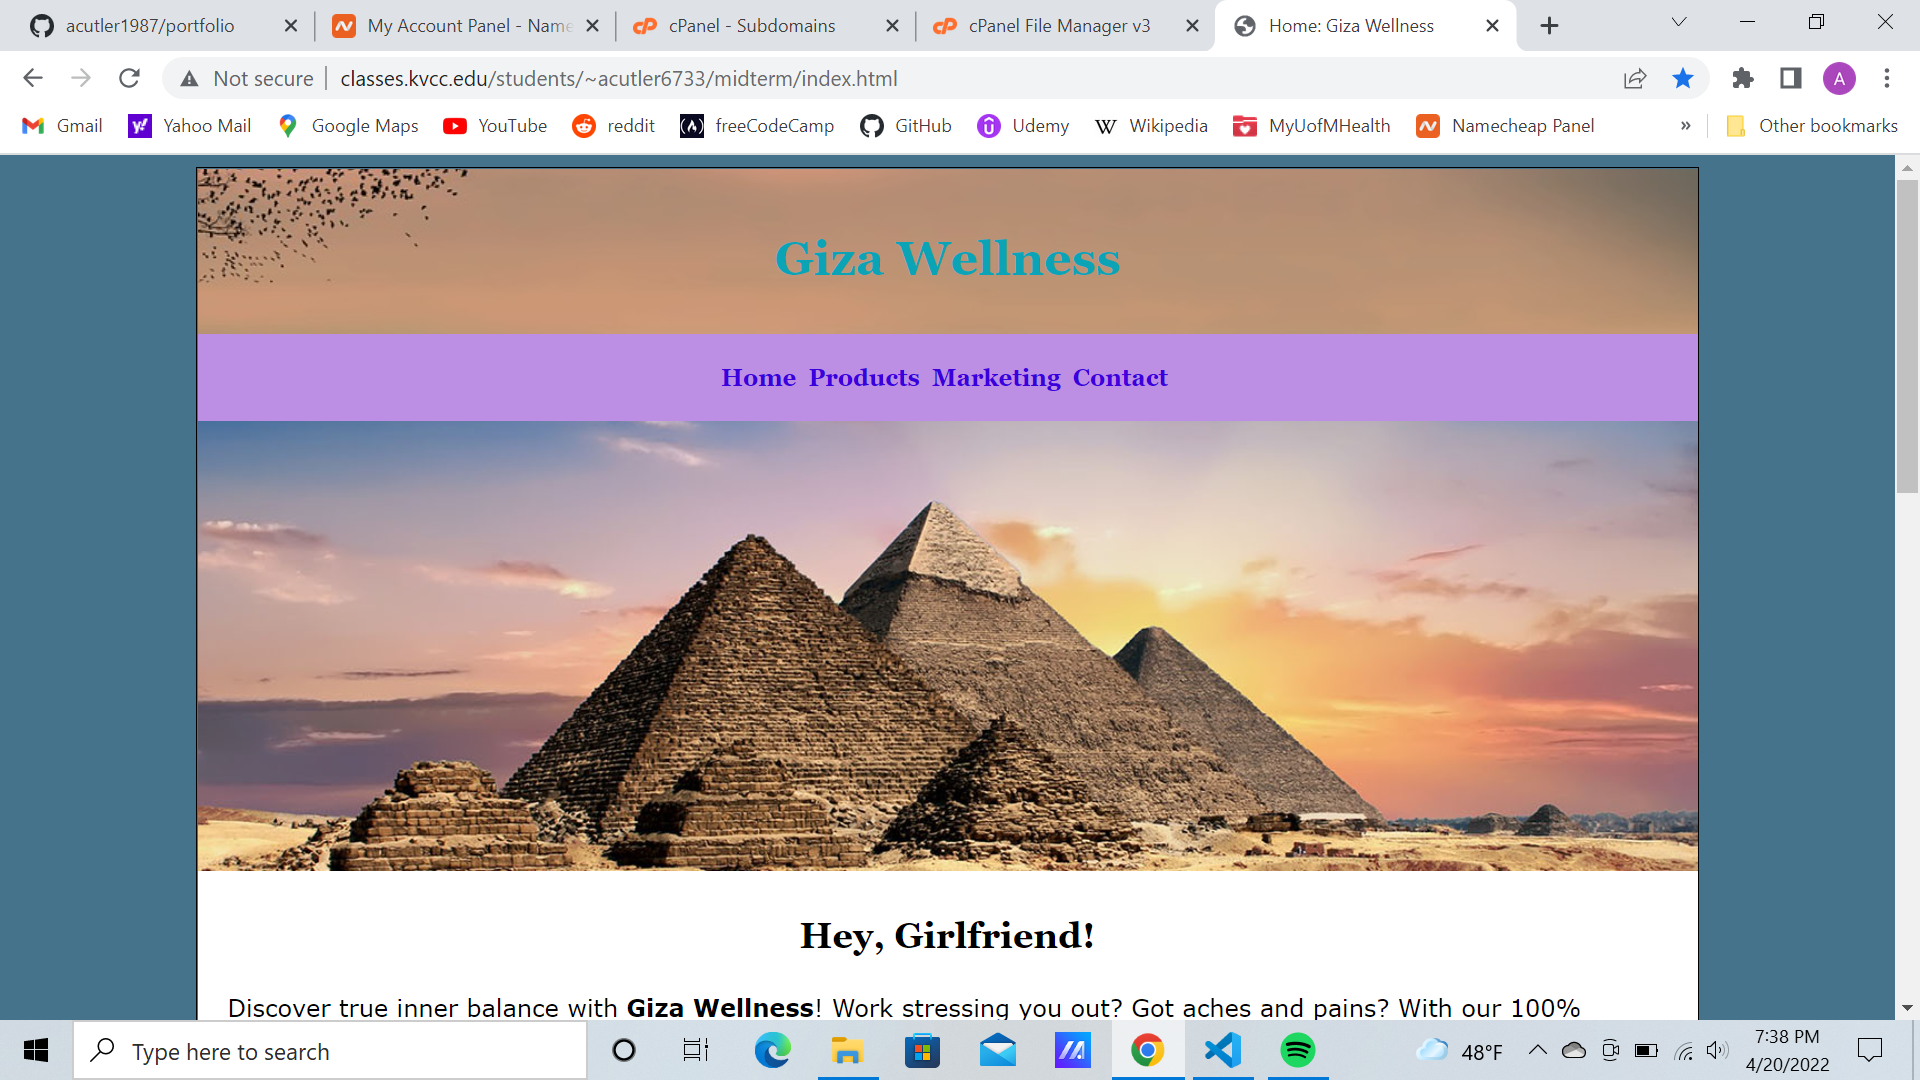 acutler1987/portfolio
My Account Panel - Name
cPanel - Subdomains
cPanel File Manager v3
Home: Giza Wellness
Not secure classes.kvcc.edu/students/~acutler6733/midterm/index.html
A
Gmail Yahoo Mail Google Maps YouTube reddit freeCodeCamp GitHub Udemy Wikipedia MyUofMHealth Namecheap Panel » Other bookmarks
Giza Wellness
Home Products Marketing Contact
Hey, Girlfriend!
Discover true inner balance with Giza Wellness! Work stressing you out? Got aches and pains? With our 100%
Type here to search
48°F
7:38 PM
4/20/2022